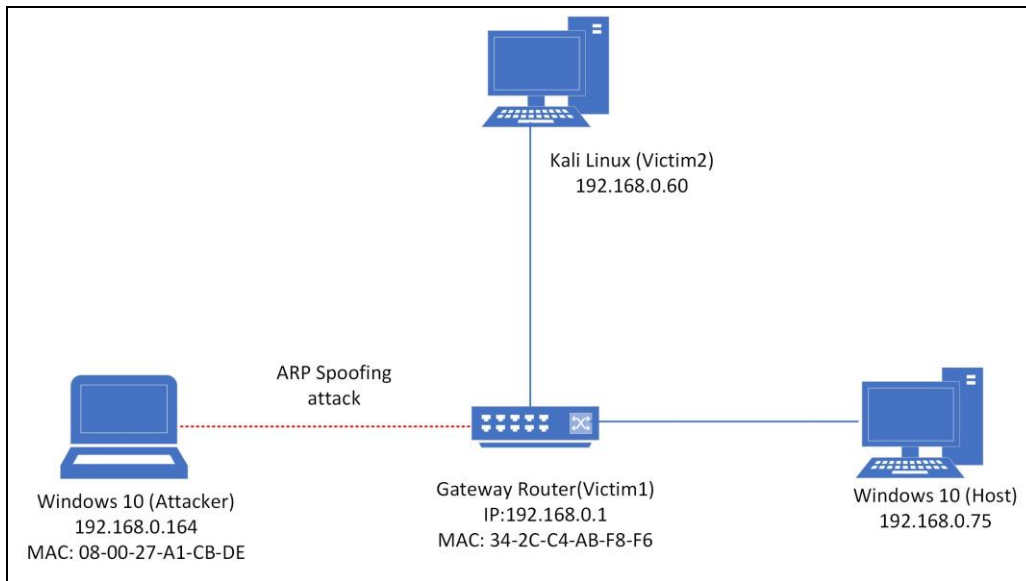 Kali Linux (Victim2)
192.168.0.60
ARP Spoofing
attack
Windows 10 (Attacker)
192.168.0.164
MAC: 08-00-27-A1-CB-DE
Gateway Router(Victim1)
IP:192.168.0.1
MAC: 34-2C-C4-AB-F8-F6
Windows 10 (Host)
192.168.0.75